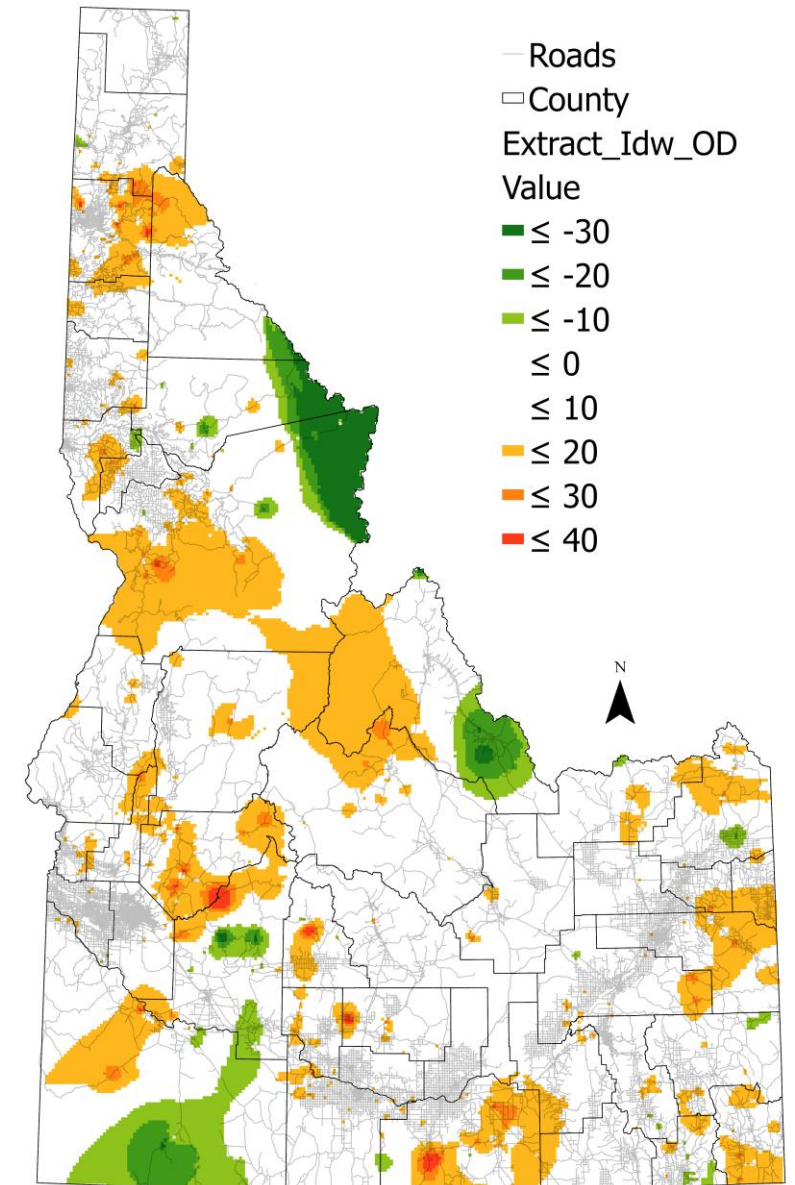 Roads
County
Extract_Idw_OD
Value
≤ -30
≤ -20
≤ -10
≤ 0
≤ 10
≤ 20
≤ 30
≤ 40
N